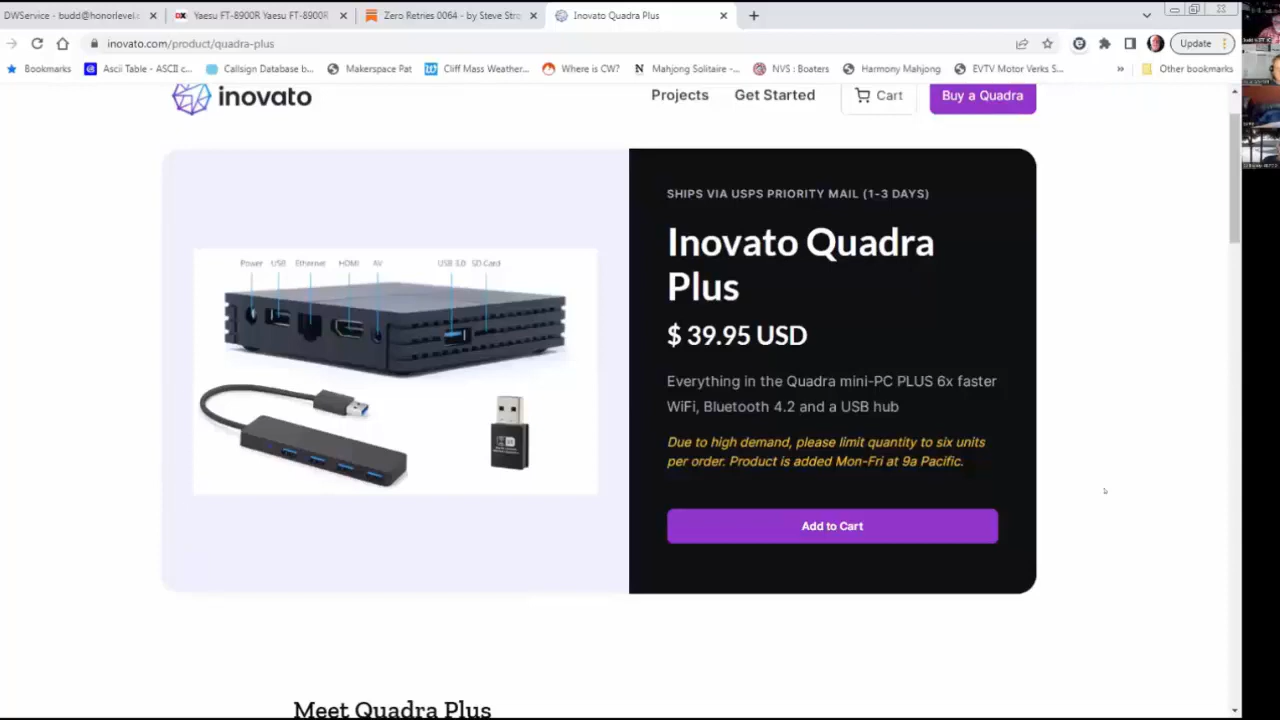 DWService - budd@honorlevel.
Yaesu FT-8900R Yaesu FT-8900R
Zero Retries 0064 - by Steve Stro
Inovato Quadra Plus
inovato.com/product/quadra-plus
Update
Bookmarks
Ascii Table - ASCII c...
Callsign Database b...
Makerspace Pat
Cliff Mass Weather...
Where is CW?
Mahjong Solitaire -...
NVS : Boaters
Harmony Mahjong
EVTV Motor Verks S...
»
Other bookmarks
inovato
Projects
Get Started
Cart
Buy a Quadra
Power USB Ethernet HDMI AV USB 3.0 SD Card
SHIPS VIA USPS PRIORITY MAIL (1-3 DAYS)
Inovato Quadra
Plus
$ 39.95 USD
Everything in the Quadra mini-PC PLUS 6x faster
WiFi, Bluetooth 4.2 and a USB hub
Due to high demand, please limit quantity to six units
per order. Product is added Mon-Fri at 9a Pacific.
Add to Cart
Meet Quadra Plus